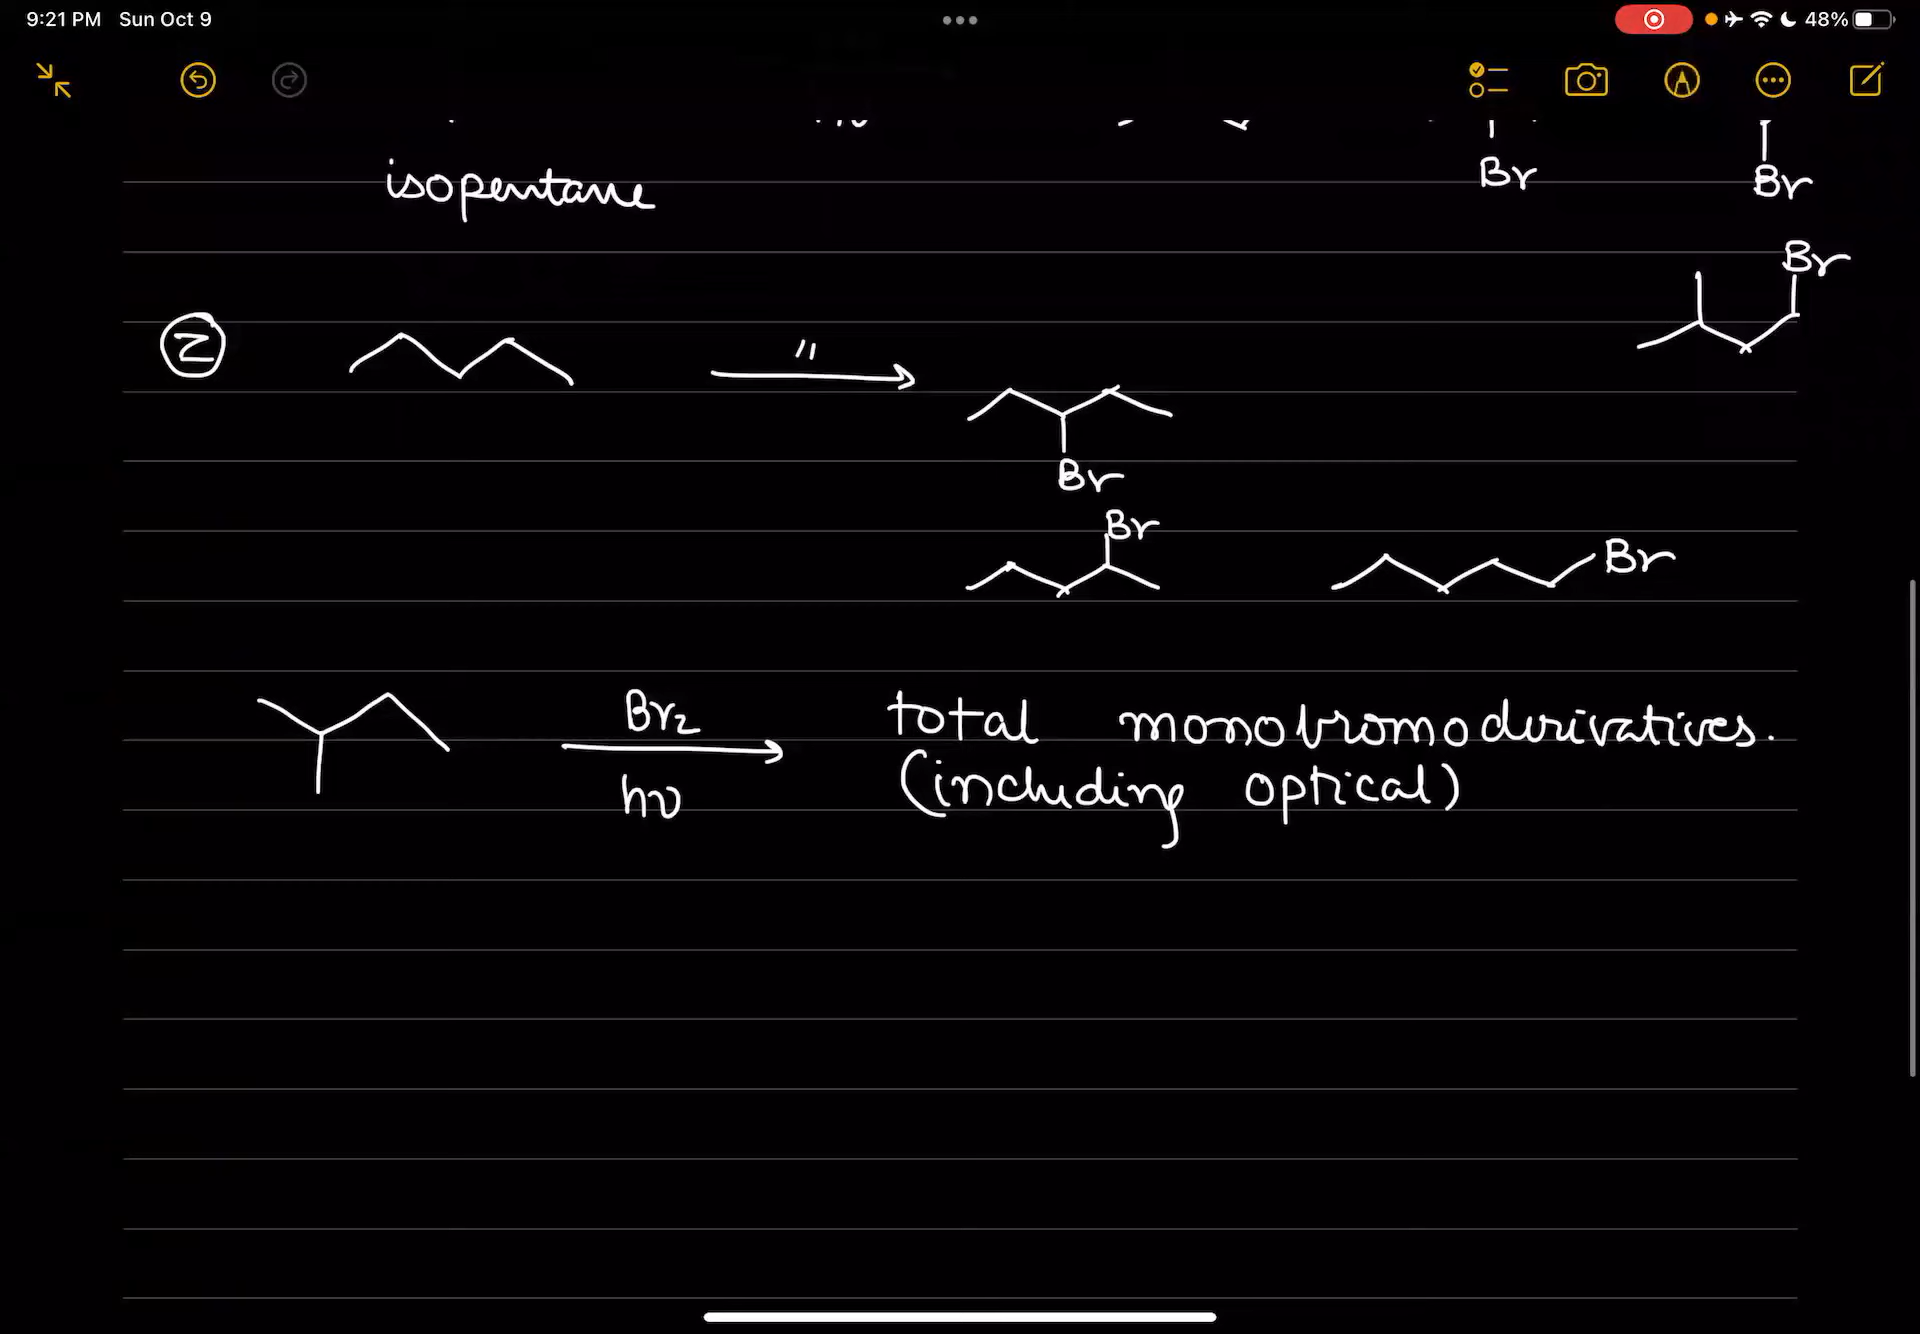 9:21 PM Sun Oct 9
48%
Br
Br
isopentane
Br
2
"
Br
Br
Br
Br2
total monobromoderivatives.
hν
(including optical)